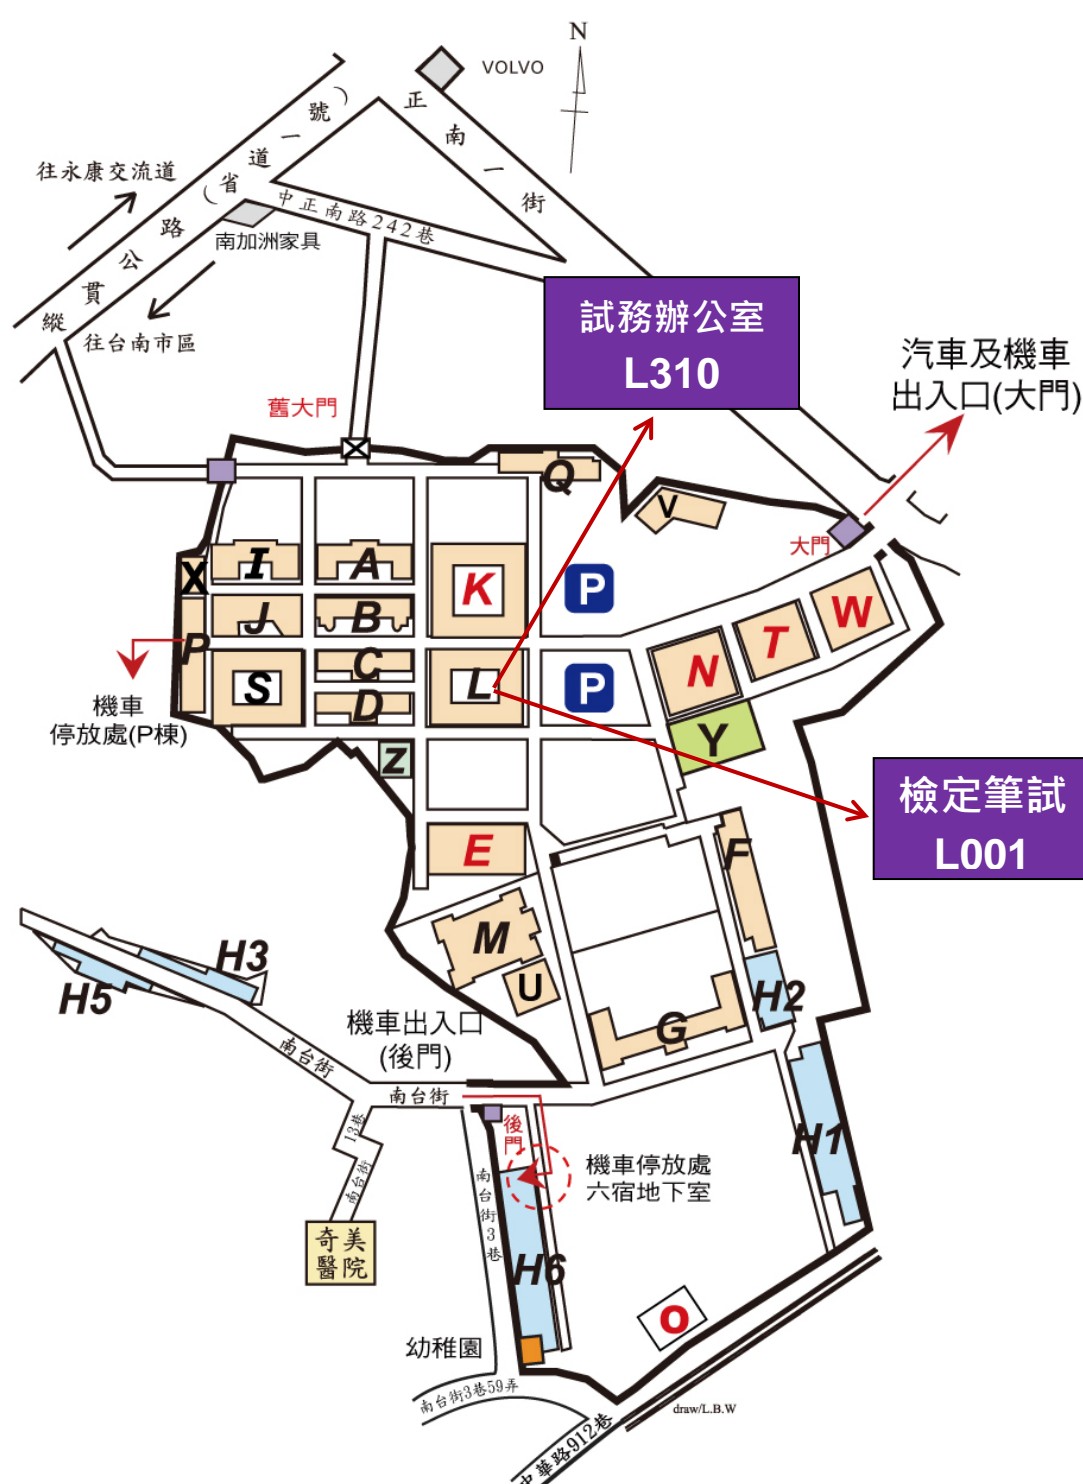 N
VOLVO
正南一街
縱貫公路(省道一號)
往永康交流道
中正南路242巷
南加洲家具
往台南市區
試務辦公室
L310
汽車及機車
出入口(大門)
舊大門
Q
V
大門
X
I
A
K
P
J
B
W
T
P
C
N
S
D
L
P
機車
停放處(P棟)
Y
Z
檢定筆試
L001
E
F
M
U
H3
H5
H2
G
機車出入口
(後門)
南台街
南台街
後門
13巷
南台街
南台街3巷
機車停放處
六宿地下室
H1
奇美
醫院
H6
O
幼稚園
南台街3巷59弄
draw/L.B.W
中華路912巷